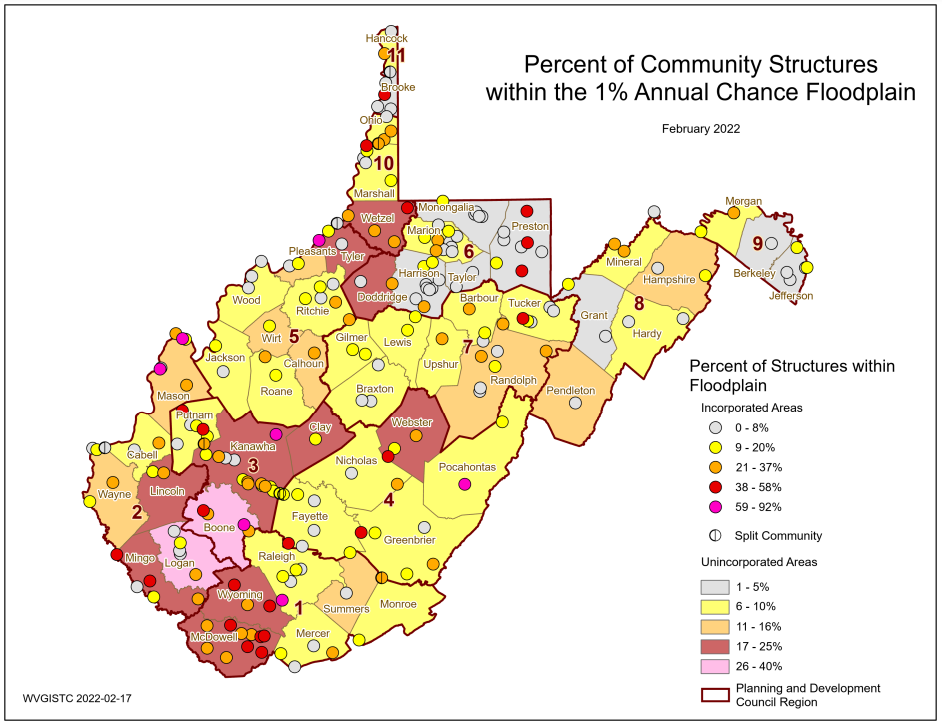 Percent of Community Structures
within the 1% Annual Chance Floodplain
February 2022
Hancock
11
Brooke
Ohio
10
Marshall
Wetzel
Monongalia
Marion
Preston
6
Morgan
9
Berkeley
Jefferson
Pleasants
Tyler
Harrison
Taylor
Mineral
Hampshire
Doddridge
Wood
Ritchie
Barbour
Tucker
8
Grant
Hardy
Wirt
5
Gilmer
Lewis
7
Jackson
Calhoun
Upshur
Randolph
Roane
Braxton
Pendleton
Mason
Putnam
Clay
Webster
Kanawha
Cabell
3
Nicholas
Pocahontas
Wayne
Lincoln
2
4
Boone
Fayette
Greenbrier
Mingo
Logan
Raleigh
Wyoming
1
Summers
Monroe
McDowell
Mercer
Percent of Structures within
Floodplain
Incorporated Areas
0 - 8%
9 - 20%
21 - 37%
38 - 58%
59 - 92%
Split Community
Unincorporated Areas
1 - 5%
6 - 10%
11 - 16%
17 - 25%
26 - 40%
Planning and Development
Council Region
WVGISTC 2022-02-17